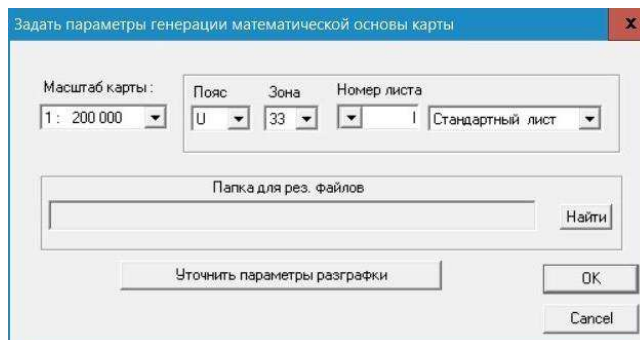 Задать параметры генерации математической основы карты x
Масштаб карты : Пояс Зона Номер листа
1 : 200 000 U 33 I Стандартный лист
Папка для рез. файлов
Найти
Уточнить параметры разграфки OK
Cancel